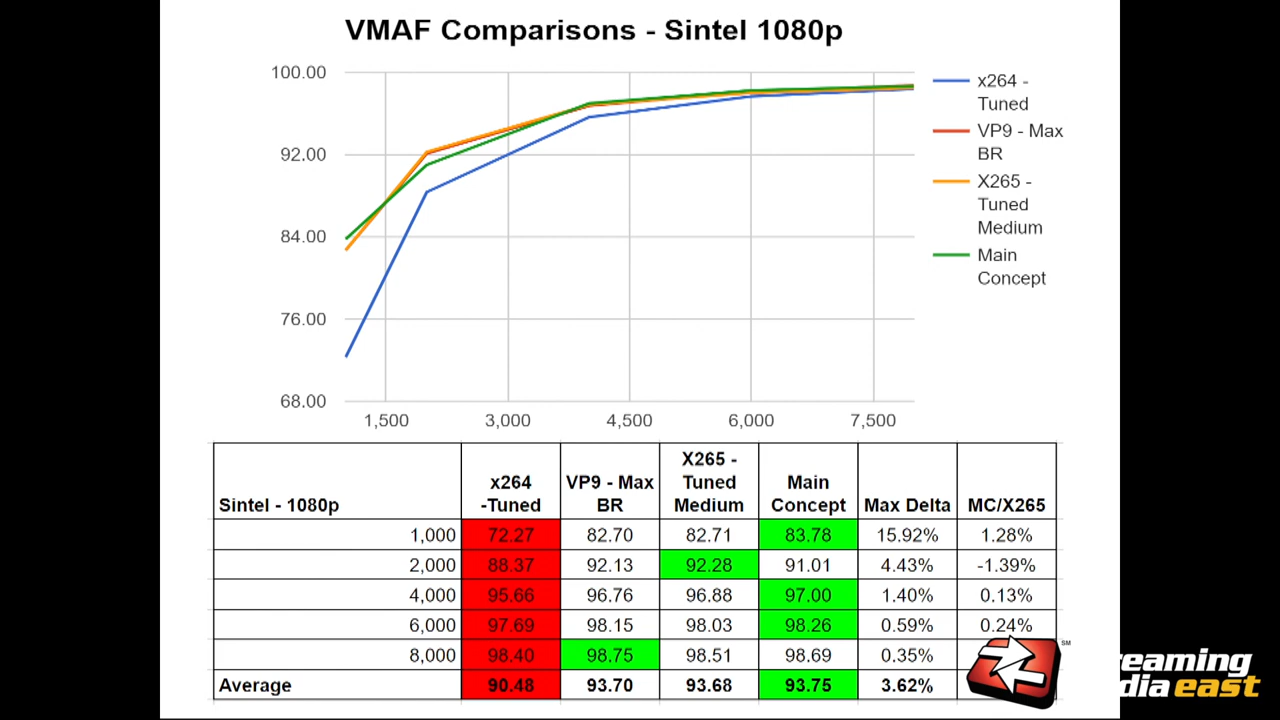 VMAF Comparisons - Sintel 1080p
100.00
92.00
84.00
76.00
68.00
1,500 3,000 4,500 6,000 7,500
x264 -
Tuned
VP9 - Max
BR
X265 -
Tuned
Medium
Main
Concept
Sintel - 1080p x264 -Tuned VP9 - Max BR X265 - Tuned Medium Main Concept Max Delta MC/X265
1,000 72.27 82.70 82.71 83.78 15.92% 1.28%
2,000 88.37 92.13 92.28 91.01 4.43% -1.39%
4,000 95.66 96.76 96.88 97.00 1.40% 0.13%
6,000 97.69 98.15 98.03 98.26 0.59% 0.24%
8,000 98.40 98.75 98.51 98.69 0.35%
Average 90.48 93.70 93.68 93.75 3.62%
SM
reaming
dia east